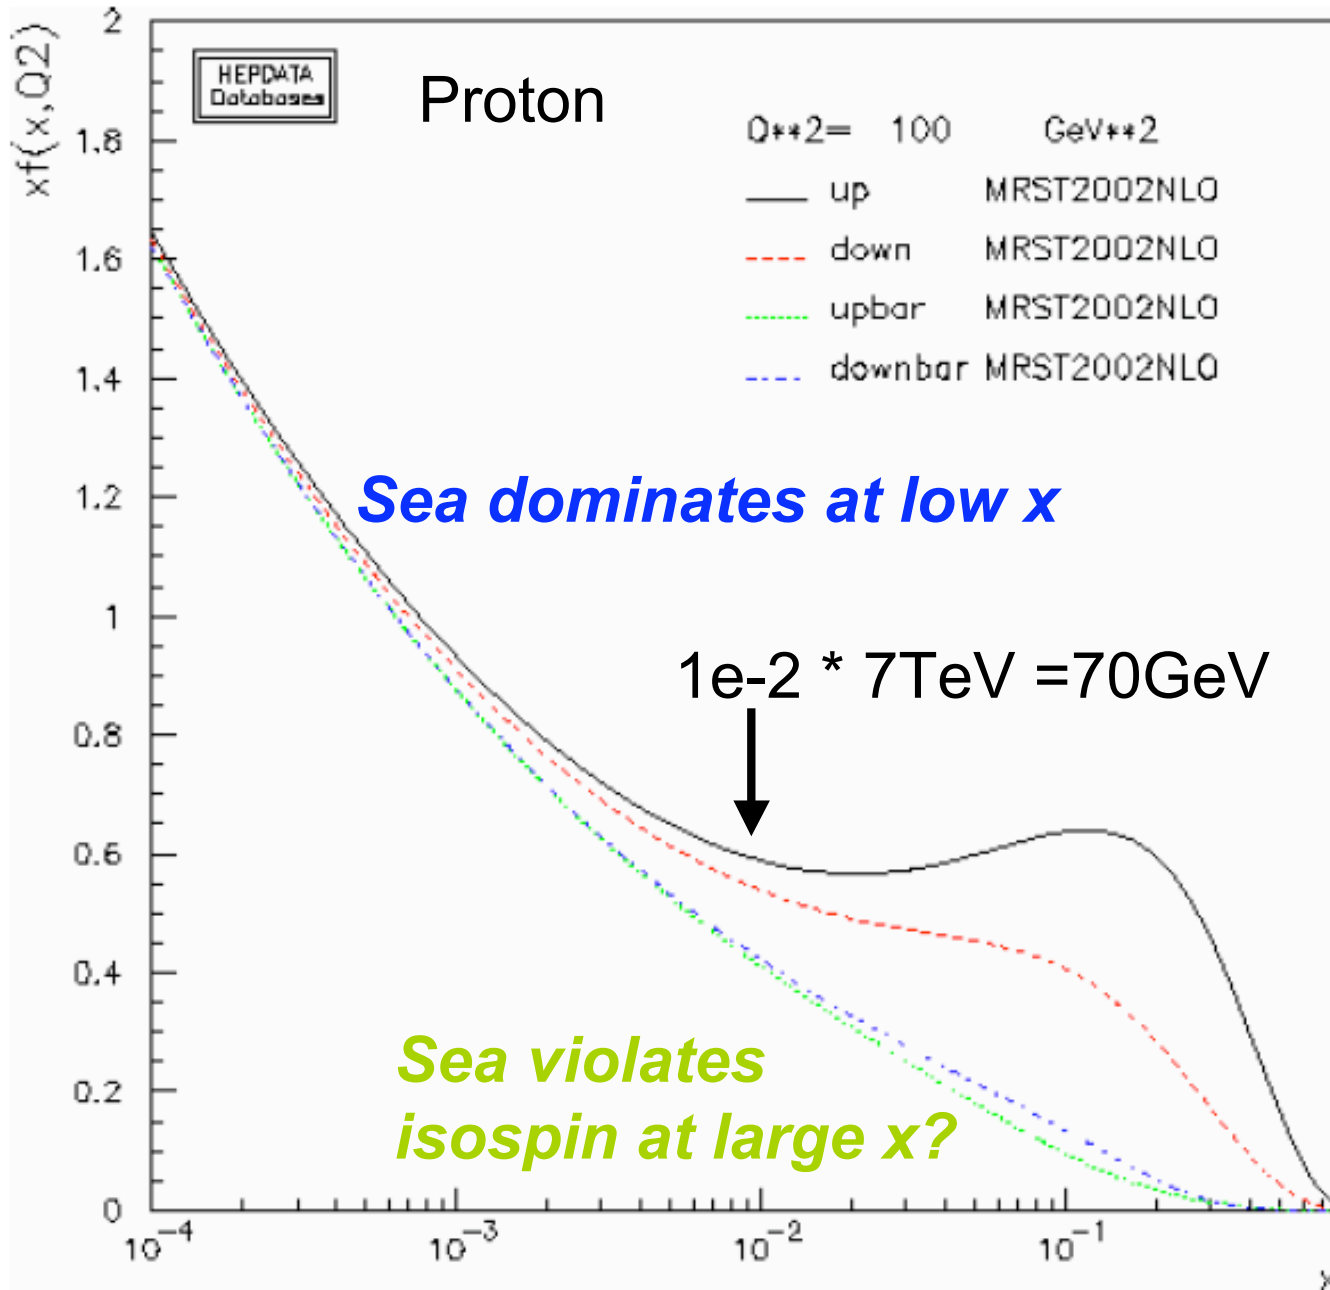 xf(x,Q2)
HEPDATA
Databases
Proton
Q**2= 100 GeV**2
up MRST2002NLO
down MRST2002NLO
upbar MRST2002NLO
downbar MRST2002NLO
Sea dominates at low x
1e-2 * 7TeV =70GeV
Sea violates
isospin at large x?
2
1.8
1.6
1.4
1.2
1
0.8
0.6
0.4
0.2
0
10⁻⁴ 10⁻³ 10⁻² 10⁻¹
x